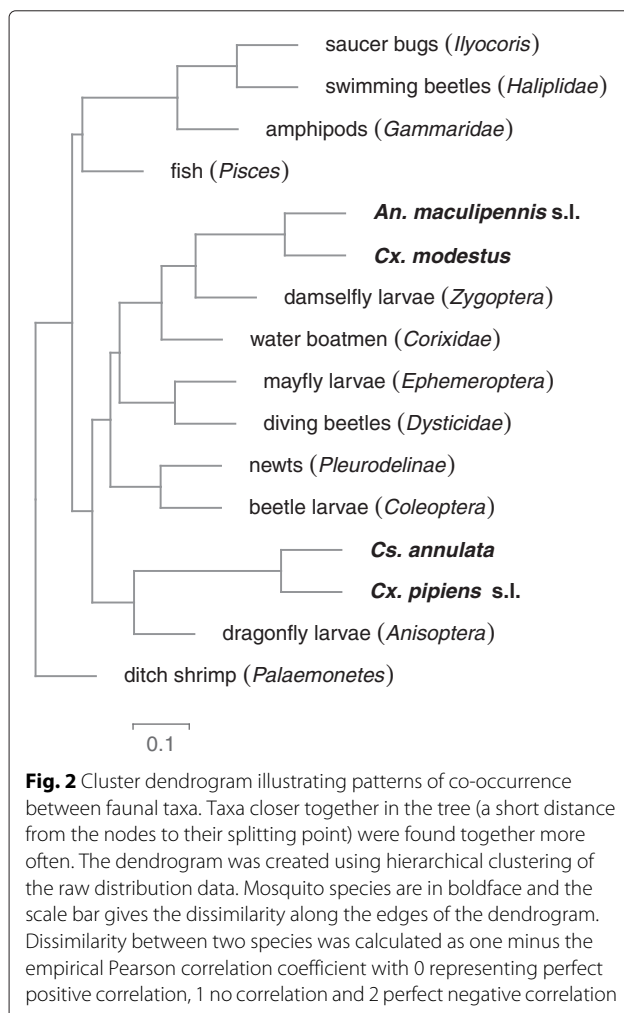 saucer bugs (Ilyocoris)
swimming beetles (Haliplidae)
amphipods (Gammaridae)
fish (Pisces)
An. maculipennis s.l.
Cx. modestus
damselfly larvae (Zygoptera)
water boatmen (Corixidae)
mayfly larvae (Ephemeroptera)
diving beetles (Dysticidae)
newts (Pleurodelinae)
beetle larvae (Coleoptera)
Cs. annulata
Cx. pipiens s.l.
dragonfly larvae (Anisoptera)
ditch shrimp (Palaemonetes)
0.1
Fig. 2 Cluster dendrogram illustrating patterns of co-occurrence
between faunal taxa. Taxa closer together in the tree (a short distance
from the nodes to their splitting point) were found together more
often. The dendrogram was created using hierarchical clustering of
the raw distribution data. Mosquito species are in boldface and the
scale bar gives the dissimilarity along the edges of the dendrogram.
Dissimilarity between two species was calculated as one minus the
empirical Pearson correlation coefficient with 0 representing perfect
positive correlation, 1 no correlation and 2 perfect negative correlation